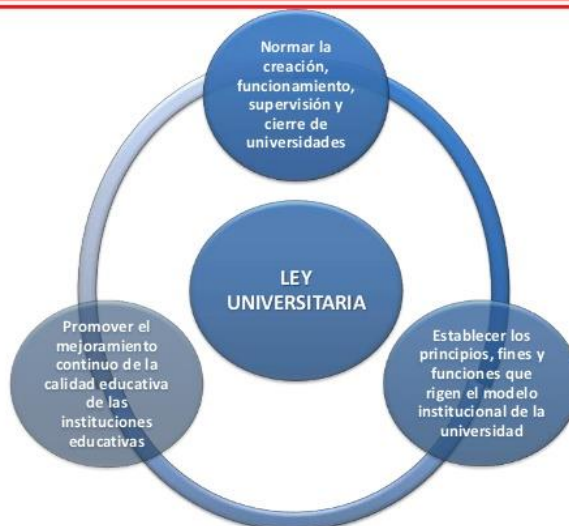 Normar la
creación,
funcionamiento,
supervisión y
cierre de
universidades
LEY
UNIVERSITARIA
Promover el
mejoramiento
continuo de la
calidad educativa
de las
instituciones
educativas
Establecer los
principios, fines y
funciones que
rigen el modelo
institucional de la
universidad